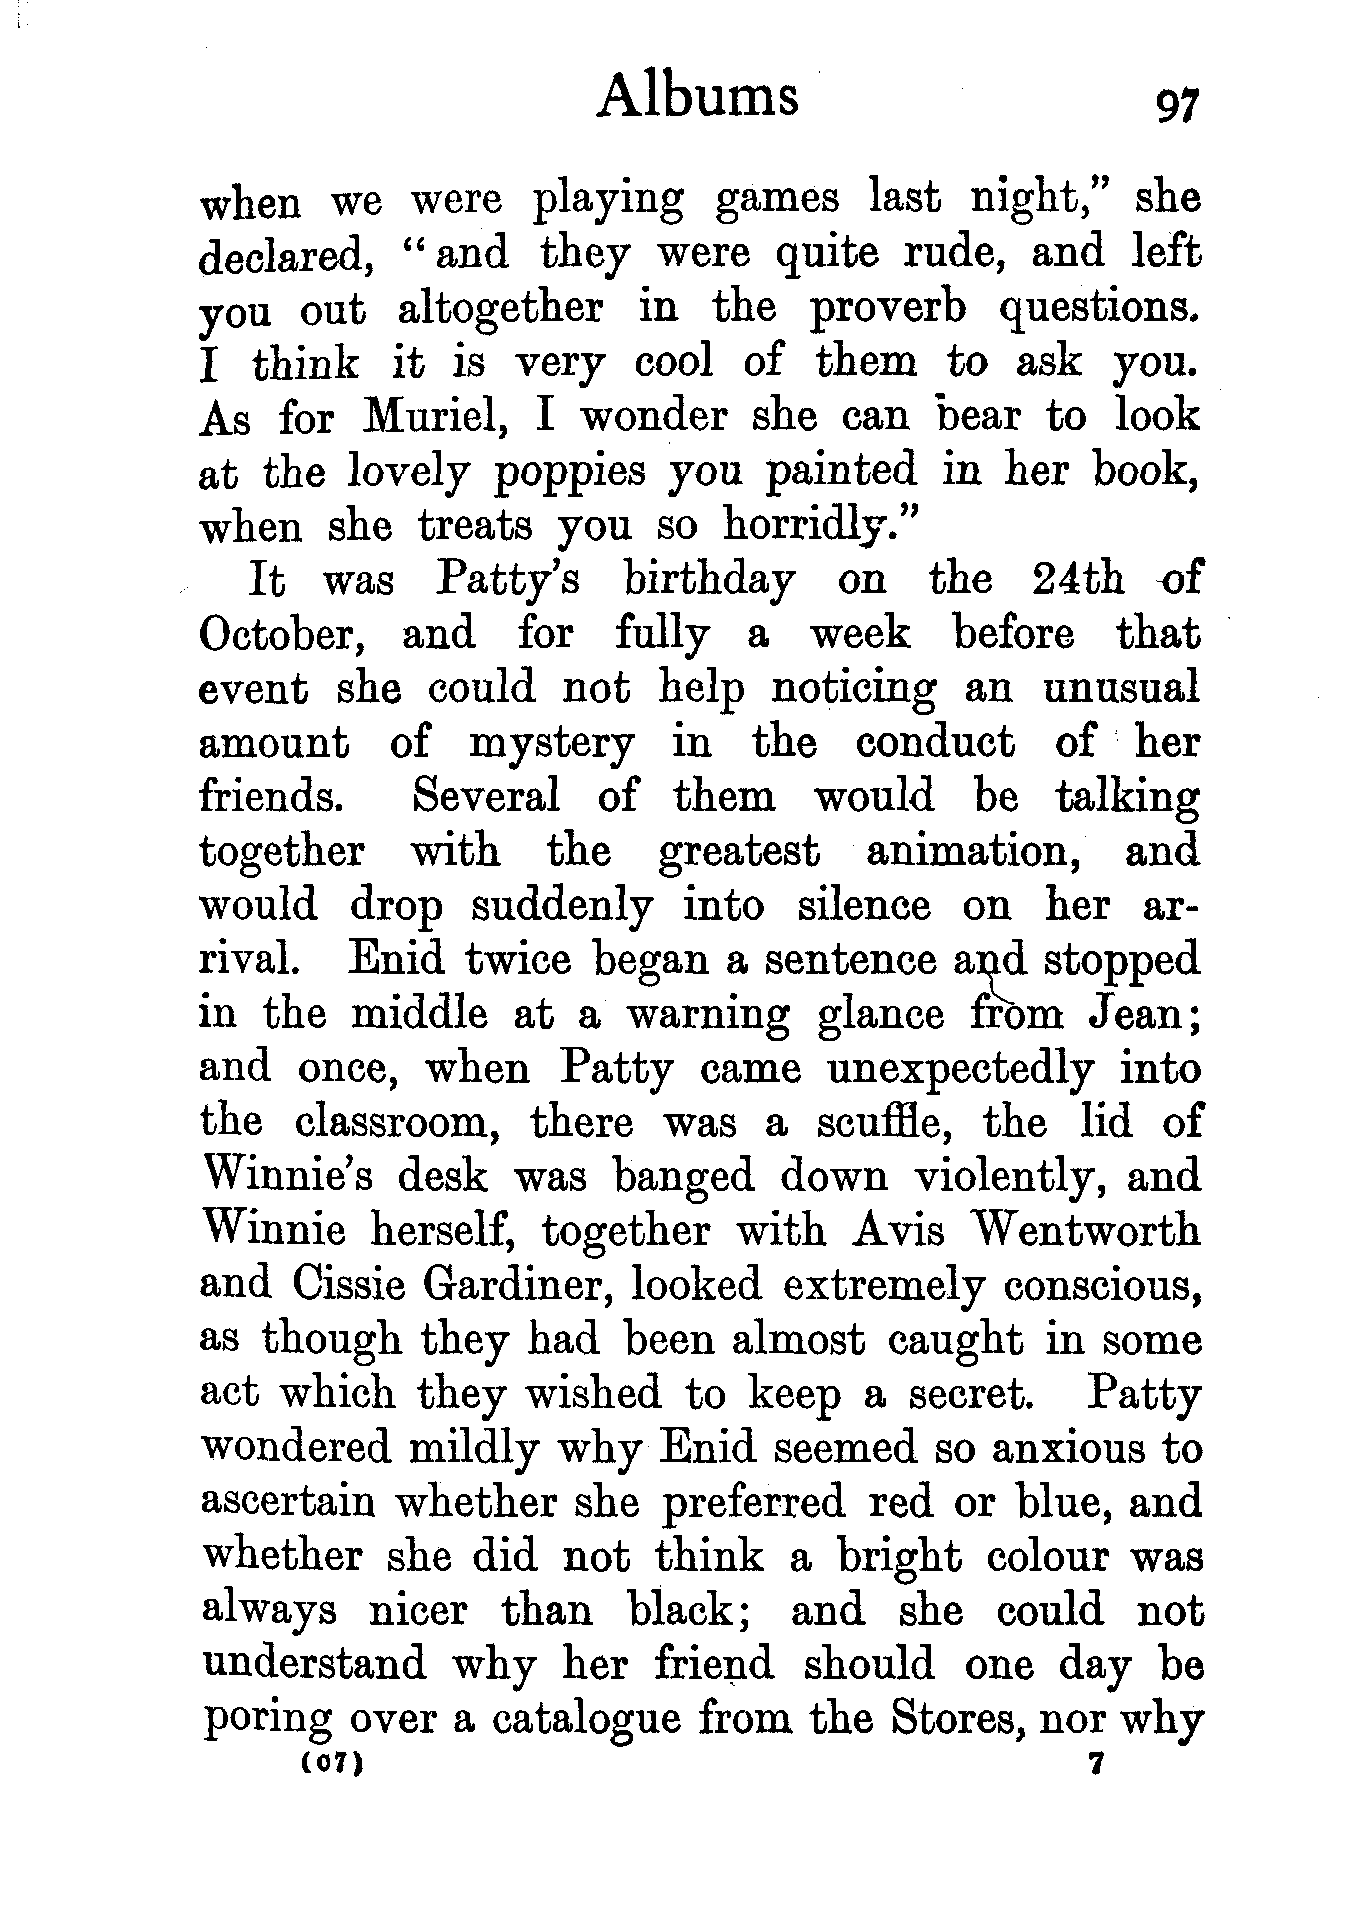 Albums 97
when we were playing games last night,” she
declared, “and they were quite rude, and left
you out altogether in the proverb questions.
I think it is very cool of them to ask you.
As for Muriel, I wonder she can bear to look
at the lovely poppies you painted in her book,
when she treats you so horridly.”
It was Patty’s birthday on the 24th of
October, and for fully a week before that
event she could not help noticing an unusual
amount of mystery in the conduct of her
friends. Several of them would be talking
together with the greatest animation, and
would drop suddenly into silence on her ar-
rival. Enid twice began a sentence and stopped
in the middle at a warning glance from Jean;
and once, when Patty came unexpectedly into
the classroom, there was a scuffle, the lid of
Winnie’s desk was banged down violently, and
Winnie herself, together with Avis Wentworth
and Cissie Gardiner, looked extremely conscious,
as though they had been almost caught in some
act which they wished to keep a secret. Patty
wondered mildly why Enid seemed so anxious to
ascertain whether she preferred red or blue, and
whether she did not think a bright colour was
always nicer than black; and she could not
understand why her friend should one day be
poring over a catalogue from the Stores, nor why
(07) 7